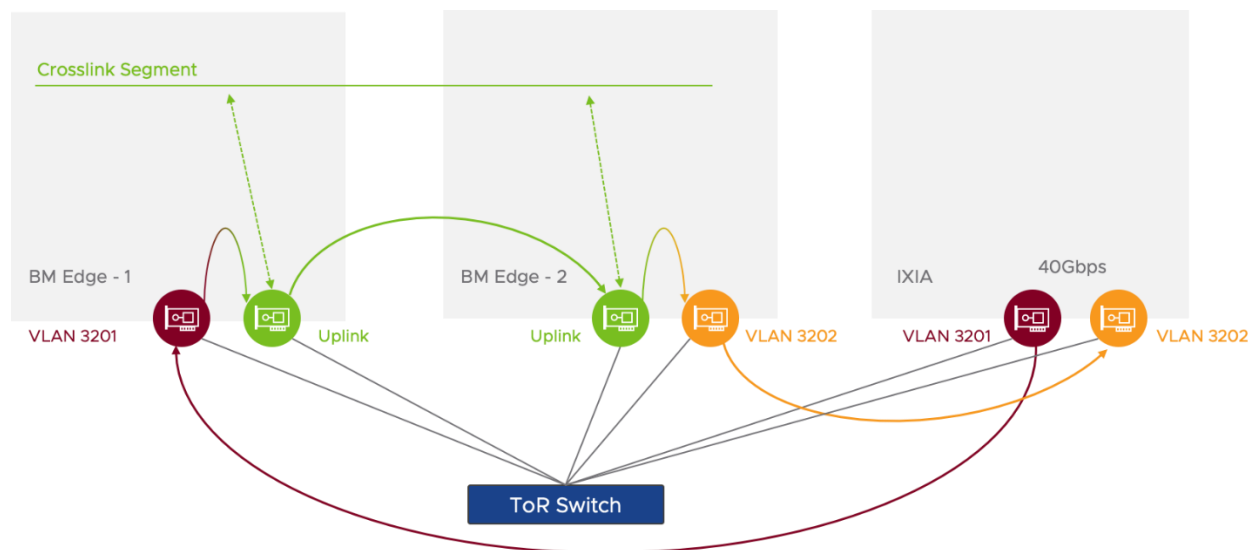 Crosslink Segment
BM Edge - 1
BM Edge - 2
IXIA
40Gbps
VLAN 3201
Uplink
Uplink
VLAN 3202
VLAN 3201
VLAN 3202
ToR Switch